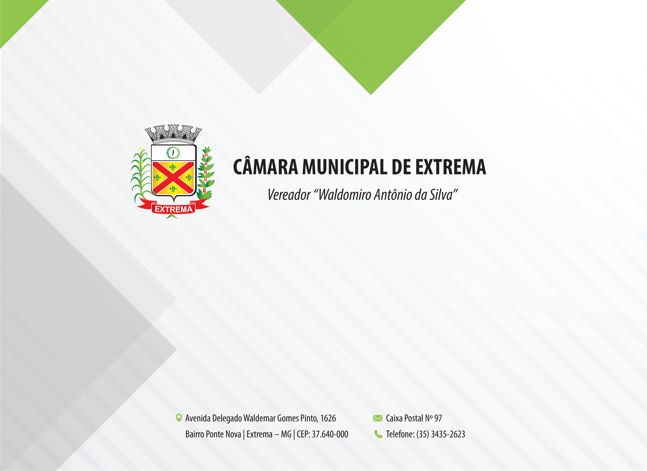 CÂMARA MUNICIPAL DE EXTREMA
Vereador “Waldomiro Antônio da Silva”
EXTREMA
Avenida Delegado Waldemar Gomes Pinto, 1626
Bairro Ponte Nova | Extrema – MG | CEP: 37.640-000
Caixa Postal Nº 97
Telefone: (35) 3435-2623